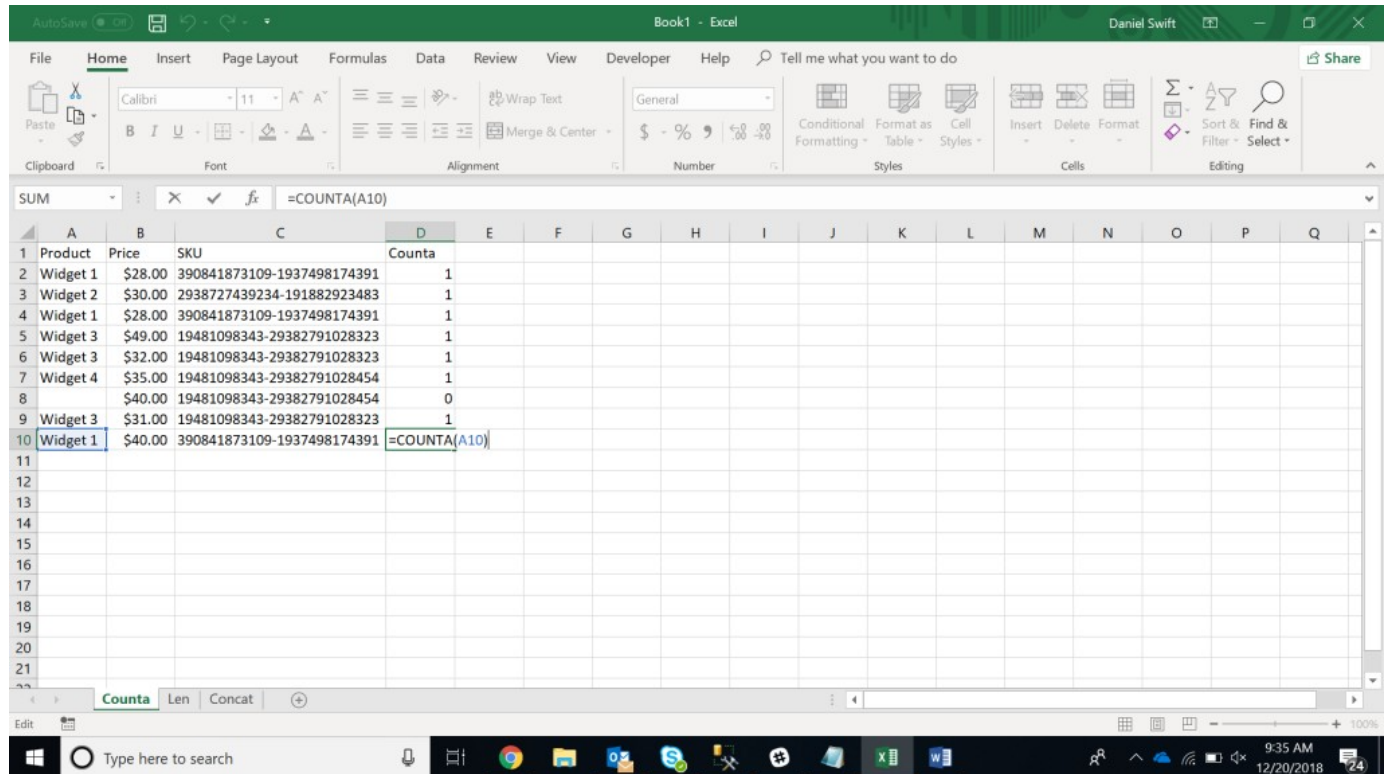 AutoSave Off Book1 - Excel Daniel Swift
File Home Insert Page Layout Formulas Data Review View Developer Help Tell me what you want to do Share
Paste
Clipboard
Calibri 11 A^ A˅
B I U A
Font
ab Wrap Text
Merge & Center
Alignment
General
$ % , .00
Number
Conditional Formatting
Format as Table
Cell Styles
Styles
Insert Delete Format
Cells
Σ
Sort & Filter
Find & Select
Editing
SUM fx =COUNTA(A10)
A B C D E F G H I J K L M N O P Q
1 Product Price SKU Counta
2 Widget 1 $28.00 390841873109-1937498174391 1
3 Widget 2 $30.00 2938727439234-191882923483 1
4 Widget 1 $28.00 390841873109-1937498174391 1
5 Widget 3 $49.00 19481098343-29382791028323 1
6 Widget 3 $32.00 19481098343-29382791028323 1
7 Widget 4 $35.00 19481098343-29382791028454 1
8 $40.00 19481098343-29382791028454 0
9 Widget 3 $31.00 19481098343-29382791028323 1
10 Widget 1 $40.00 390841873109-1937498174391 =COUNTA(A10)
11
12
13
14
15
16
17
18
19
20
21
Counta Len Concat
Edit 100%
Type here to search 9:35 AM
12/20/2018 24